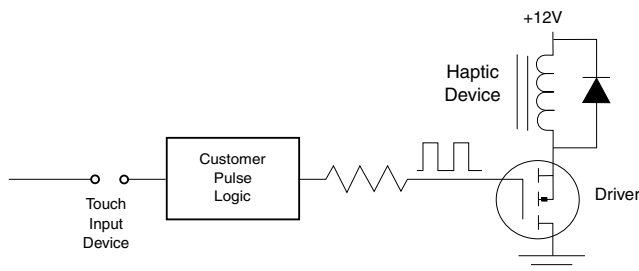 +12V
Haptic
Device
Customer
Pulse
Logic
Touch
Input
Device
Driver